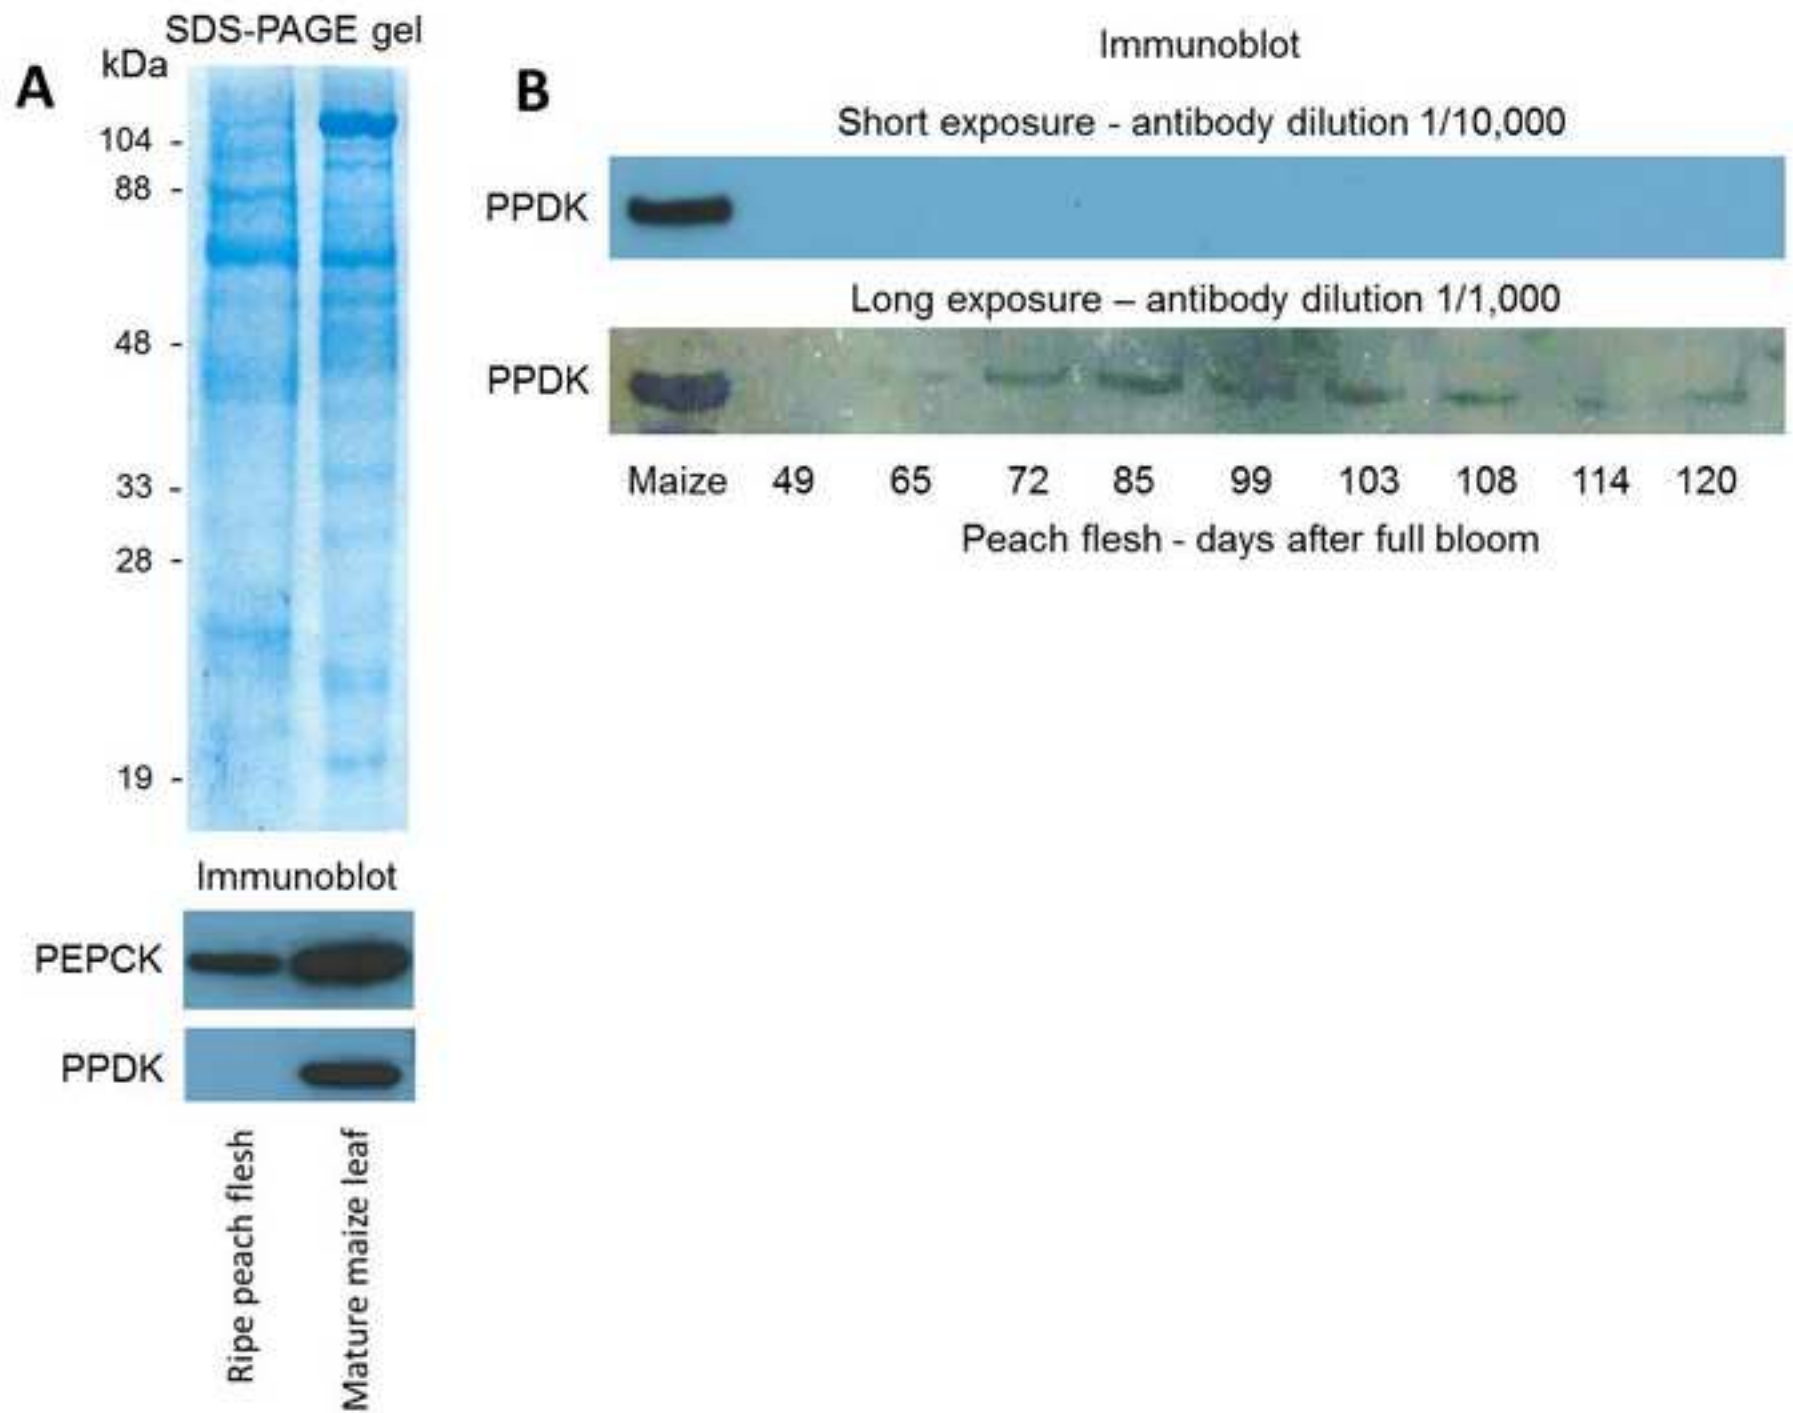 A
SDS-PAGE gel
kDa
104 -
88 -
48 -
33 -
28 -
19 -
Immunoblot
PEPCK
PPDK
Ripe peach flesh
Mature maize leaf
B
Immunoblot
Short exposure - antibody dilution 1/10,000
PPDK
Long exposure – antibody dilution 1/1,000
PPDK
Maize 49 65 72 85 99 103 108 114 120
Peach flesh - days after full bloom